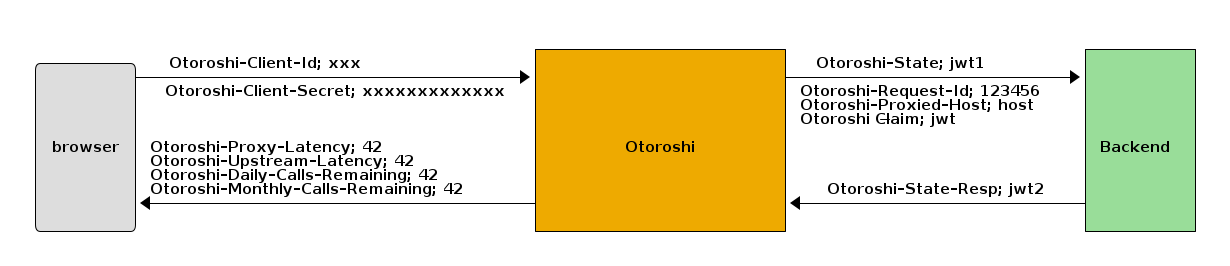 Otoroshi-Client-Id; xxx
Otoroshi-Client-Secret; xxxxxxxxxxxxx
Otoroshi-State; jwt1
Otoroshi-Request-Id; 123456
Otoroshi-Proxied-Host; host
Otoroshi Claim; jwt
browser
Otoroshi-Proxy-Latency; 42
Otoroshi-Upstream-Latency; 42
Otoroshi-Daily-Calls-Remaining; 42
Otoroshi-Monthly-Calls-Remaining; 42
Otoroshi
Backend
Otoroshi-State-Resp; jwt2